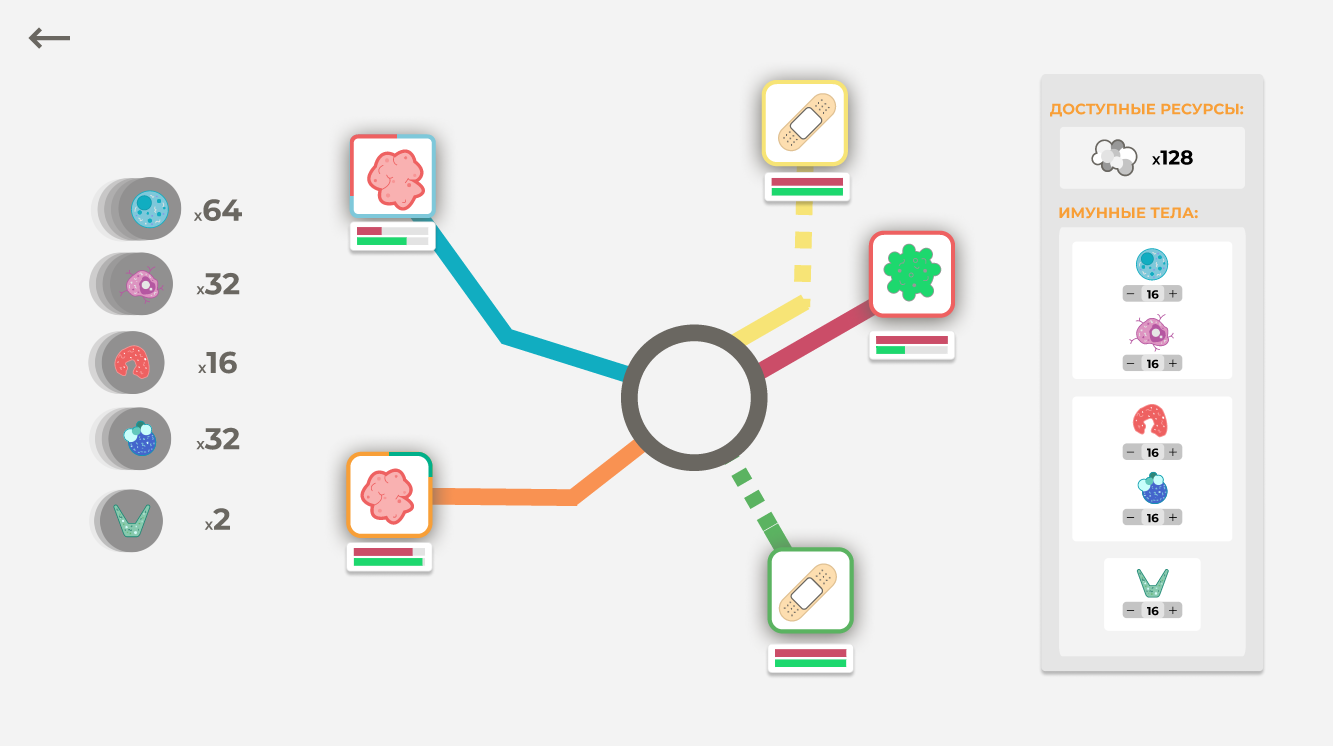 x64
x32
x16
x32
x2
ДОСТУПНЫЕ РЕСУРСЫ:
x128
ИМУННЫЕ ТЕЛА:
− 16 +
− 16 +
− 16 +
− 16 +
− 16 +